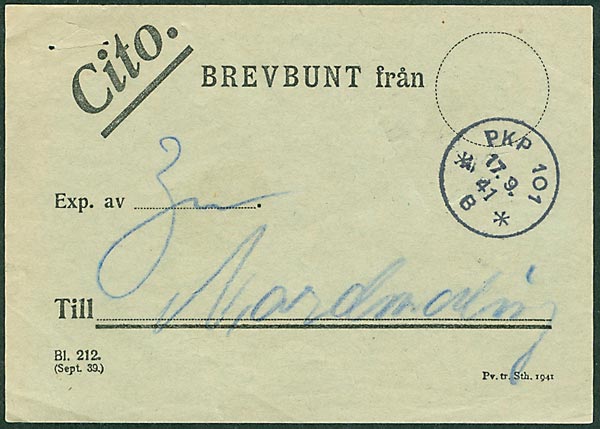 Cito.
BREVBUNT från
PKP 101
17.9.
41
B
Exp. av .
Till Nordmaling
Bl. 212.
(Sept. 39.)
Pv. tr. Sth. 1941